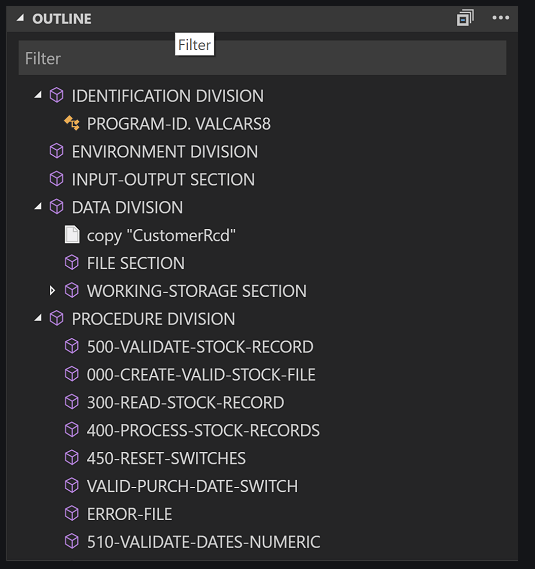 OUTLINE
Filter
Filter
IDENTIFICATION DIVISION
PROGRAM-ID. VALCARS8
ENVIRONMENT DIVISION
INPUT-OUTPUT SECTION
DATA DIVISION
copy "CustomerRcd"
FILE SECTION
WORKING-STORAGE SECTION
PROCEDURE DIVISION
500-VALIDATE-STOCK-RECORD
000-CREATE-VALID-STOCK-FILE
300-READ-STOCK-RECORD
400-PROCESS-STOCK-RECORDS
450-RESET-SWITCHES
VALID-PURCH-DATE-SWITCH
ERROR-FILE
510-VALIDATE-DATES-NUMERIC